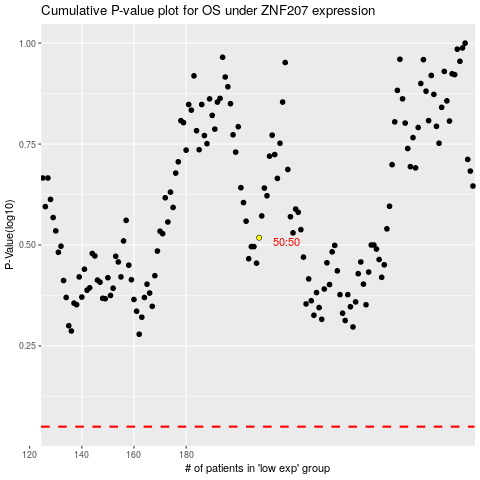 Cumulative P-value plot for OS under ZNF207 expression
P-Value(log10)
1.00
0.75
0.50
0.25
50:50
120 140 160 180
# of patients in 'low exp' group